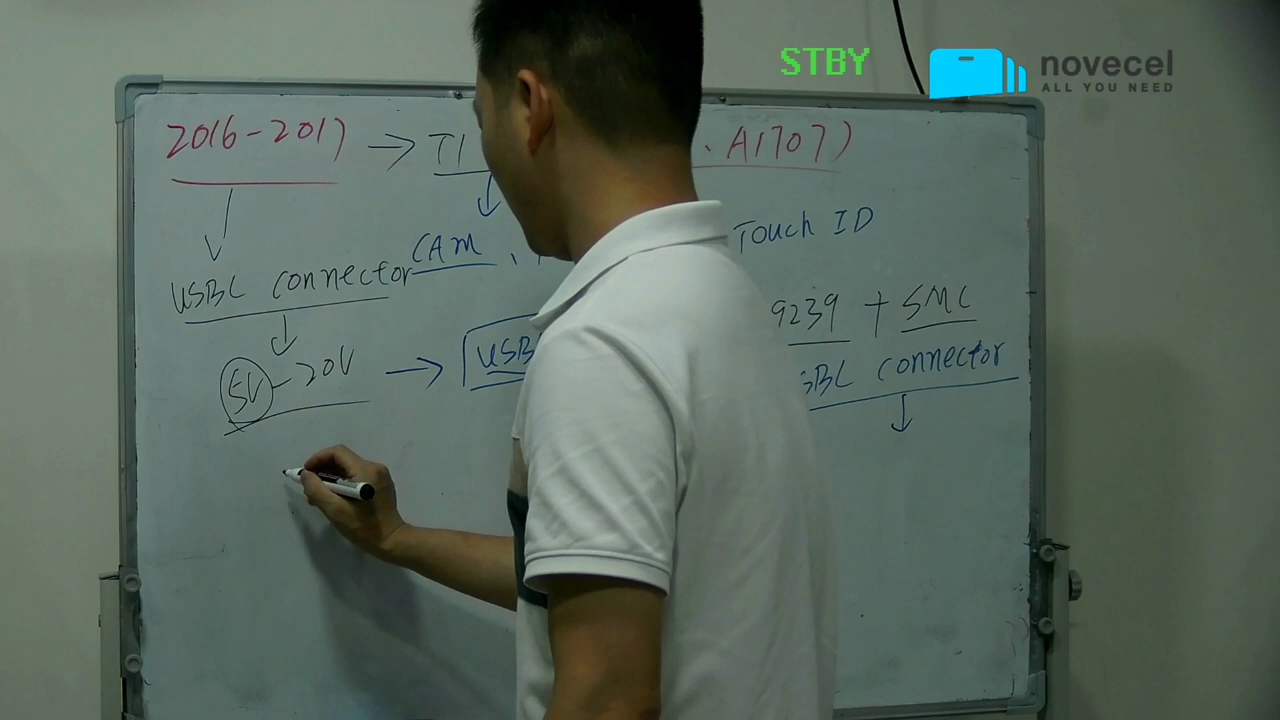 STBY
novecel
ALL YOU NEED
2016-2017 → T1 . A1707)
CAM 、 Touch ID
USBC connector
9239 + SMC
5V-20V → USB
SBC connector